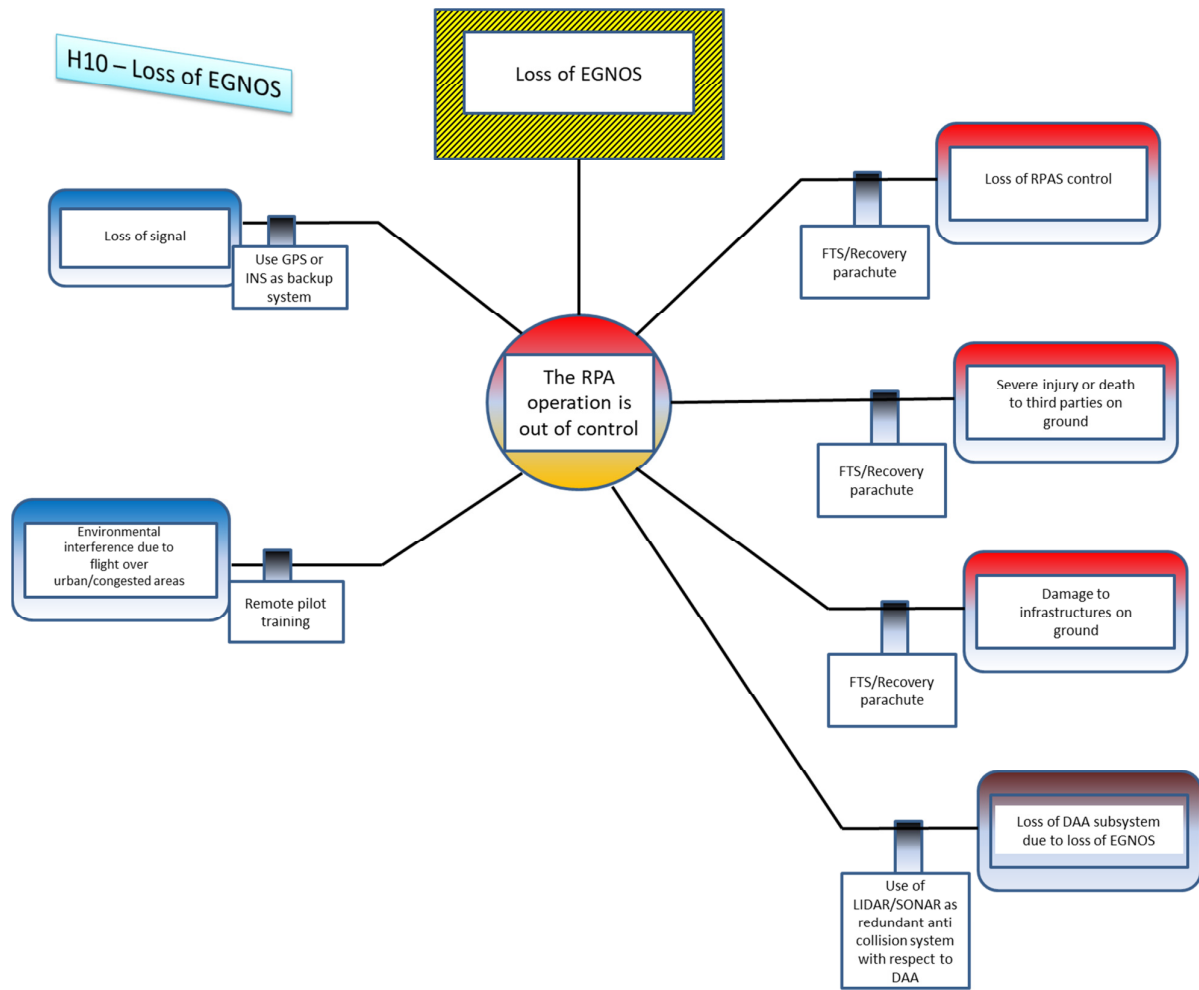 H10 – Loss of EGNOS
Loss of EGNOS
Loss of signal
Use GPS or
INS as backup
system
Environmental
interference due to
flight over
urban/congested areas
Remote pilot
training
The RPA
operation is
out of control
Loss of RPAS control
FTS/Recovery
parachute
Severe injury or death
to third parties on
ground
FTS/Recovery
parachute
Damage to
infrastructures on
ground
FTS/Recovery
parachute
Loss of DAA subsystem
due to loss of EGNOS
Use of
LIDAR/SONAR as
redundant anti
collision system
with respect to
DAA